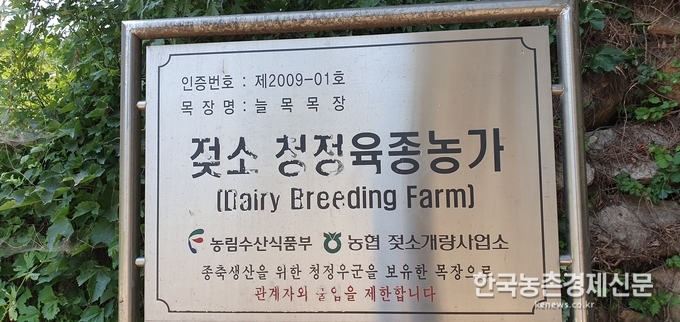 인증번호 : 제2009-01호
목 장 명 : 늘 목 목 장
젖소 청정육종농가
(Dairy Breeding Farm)
농림수산식품부 농협 젖소개량사업소
종축생산을 위한 청정우군을 보유한 목장으로
관계자외 출입을 제한합니다
한국농촌경제신문
kenews.co.kr